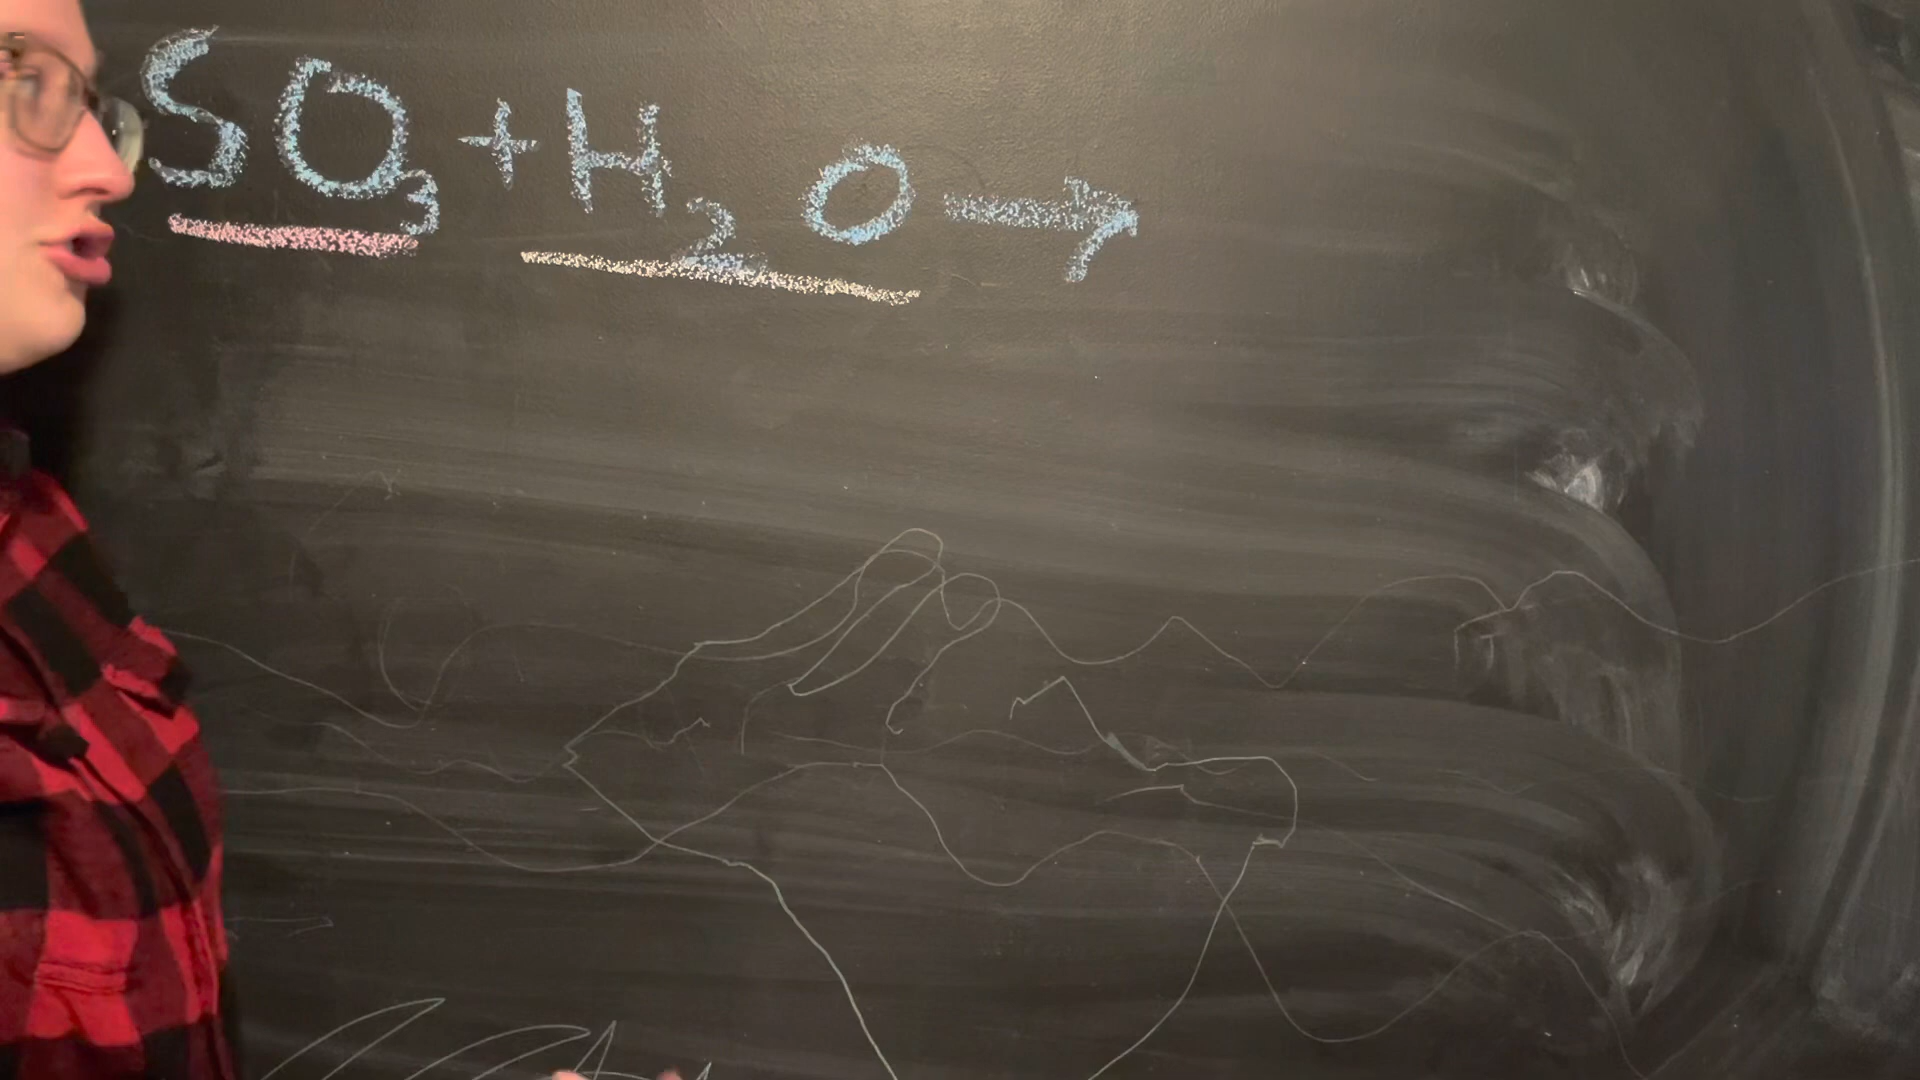 SO₃ + H₂O →